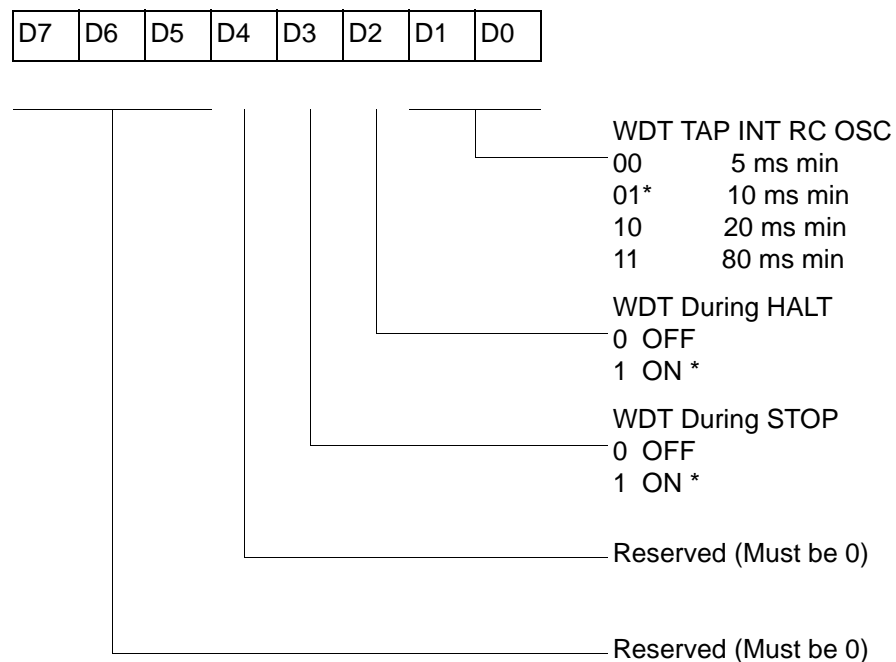 D7 D6 D5 D4 D3 D2 D1 D0
WDT TAP INT RC OSC
00 5 ms min
01* 10 ms min
10 20 ms min
11 80 ms min
WDT During HALT
0 OFF
1 ON *
WDT During STOP
0 OFF
1 ON *
Reserved (Must be 0)
Reserved (Must be 0)